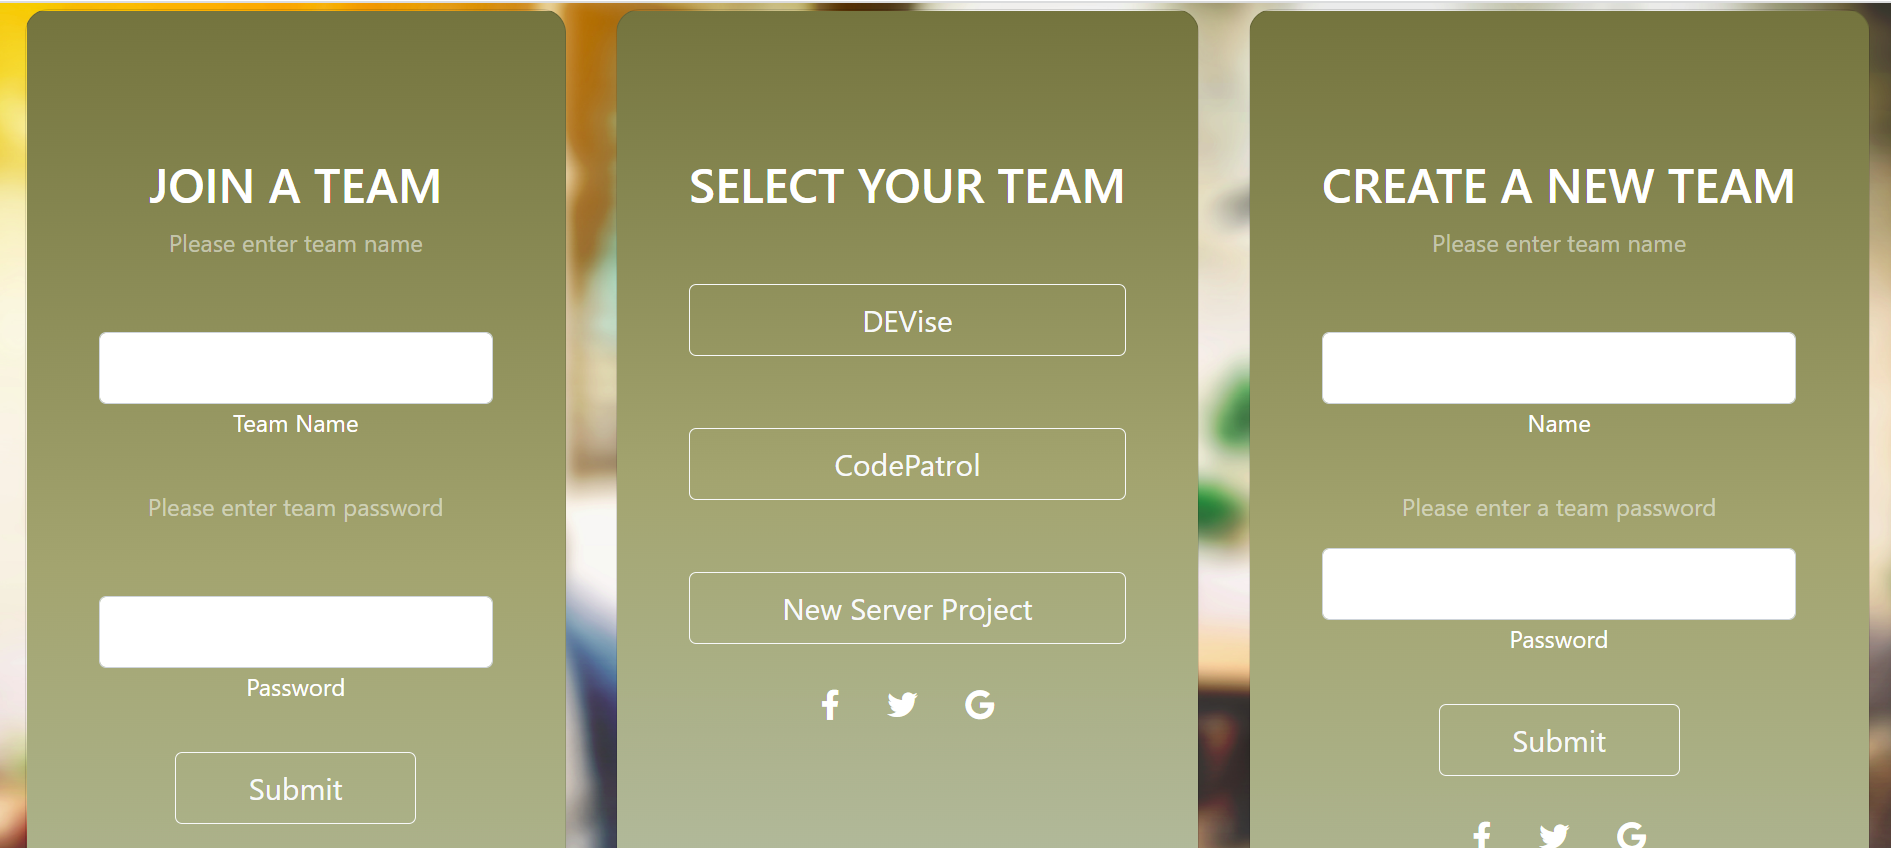 JOIN A TEAM
Please enter team name
Team Name
Please enter team password
Password
Submit
SELECT YOUR TEAM
DEVise
CodePatrol
New Server Project
CREATE A NEW TEAM
Please enter team name
Name
Please enter a team password
Password
Submit